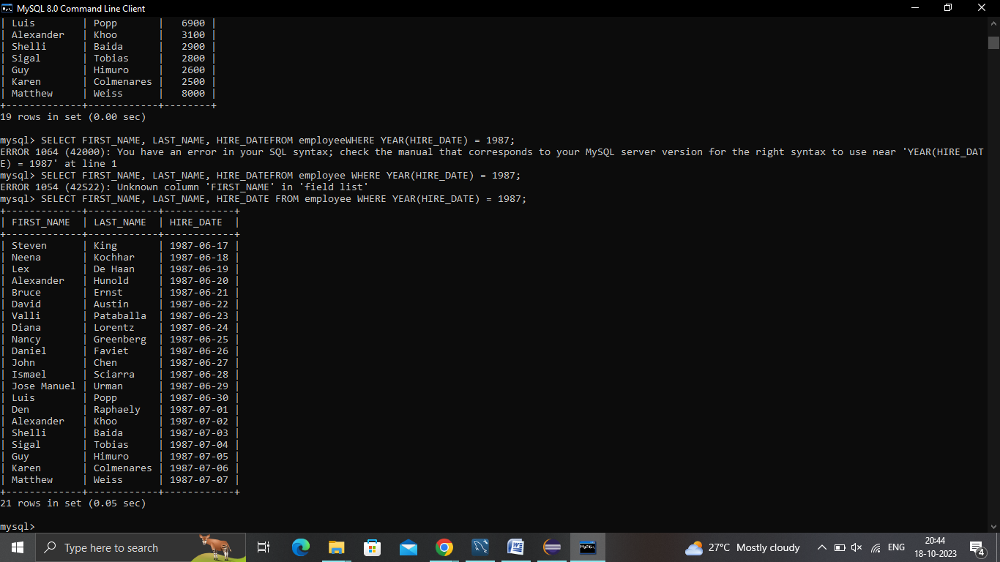 MySQL 8.0 Command Line Client
| Luis        | Popp       |   6900 |
| Alexander   | Khoo       |   3100 |
| Shelli      | Baida      |   2900 |
| Sigal       | Tobias     |   2800 |
| Guy         | Himuro     |   2600 |
| Karen       | Colmenares |   2500 |
| Matthew     | Weiss      |   8000 |
+-------------+------------+--------+
19 rows in set (0.00 sec)
mysql> SELECT FIRST_NAME, LAST_NAME, HIRE_DATEFROM employeeWHERE YEAR(HIRE_DATE) = 1987;
ERROR 1064 (42000): You have an error in your SQL syntax; check the manual that corresponds to your MySQL server version for the right syntax to use near 'YEAR(HIRE_DAT
E) = 1987' at line 1
mysql> SELECT FIRST_NAME, LAST_NAME, HIRE_DATEFROM employee WHERE YEAR(HIRE_DATE) = 1987;
ERROR 1054 (42S22): Unknown column 'FIRST_NAME' in 'field list'
mysql> SELECT FIRST_NAME, LAST_NAME, HIRE_DATE FROM employee WHERE YEAR(HIRE_DATE) = 1987;
+-------------+------------+------------+
| FIRST_NAME  | LAST_NAME  | HIRE_DATE  |
+-------------+------------+------------+
| Steven      | King       | 1987-06-17 |
| Neena       | Kochhar    | 1987-06-18 |
| Lex         | De Haan    | 1987-06-19 |
| Alexander   | Hunold     | 1987-06-20 |
| Bruce       | Ernst      | 1987-06-21 |
| David       | Austin     | 1987-06-22 |
| Valli       | Pataballa  | 1987-06-23 |
| Diana       | Lorentz    | 1987-06-24 |
| Nancy       | Greenberg  | 1987-06-25 |
| Daniel      | Faviet     | 1987-06-26 |
| John        | Chen       | 1987-06-27 |
| Ismael      | Sciarra    | 1987-06-28 |
| Jose Manuel | Urman      | 1987-06-29 |
| Luis        | Popp       | 1987-06-30 |
| Den         | Raphaely   | 1987-07-01 |
| Alexander   | Khoo       | 1987-07-02 |
| Shelli      | Baida      | 1987-07-03 |
| Sigal       | Tobias     | 1987-07-04 |
| Guy         | Himuro     | 1987-07-05 |
| Karen       | Colmenares | 1987-07-06 |
| Matthew     | Weiss      | 1987-07-07 |
+-------------+------------+------------+
21 rows in set (0.05 sec)
mysql>
Type here to search
27°C Mostly cloudy
ENG
20:44
18-10-2023
4